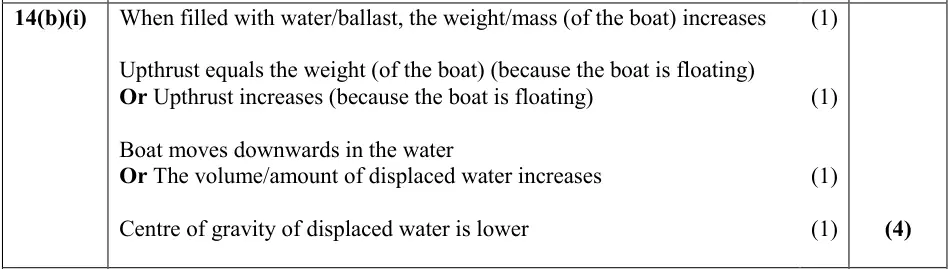 14(b)(i) When filled with water/ballast, the weight/mass (of the boat) increases (1)
Upthrust equals the weight (of the boat) (because the boat is floating)
Or Upthrust increases (because the boat is floating) (1)
Boat moves downwards in the water
Or The volume/amount of displaced water increases (1)
Centre of gravity of displaced water is lower (1) (4)